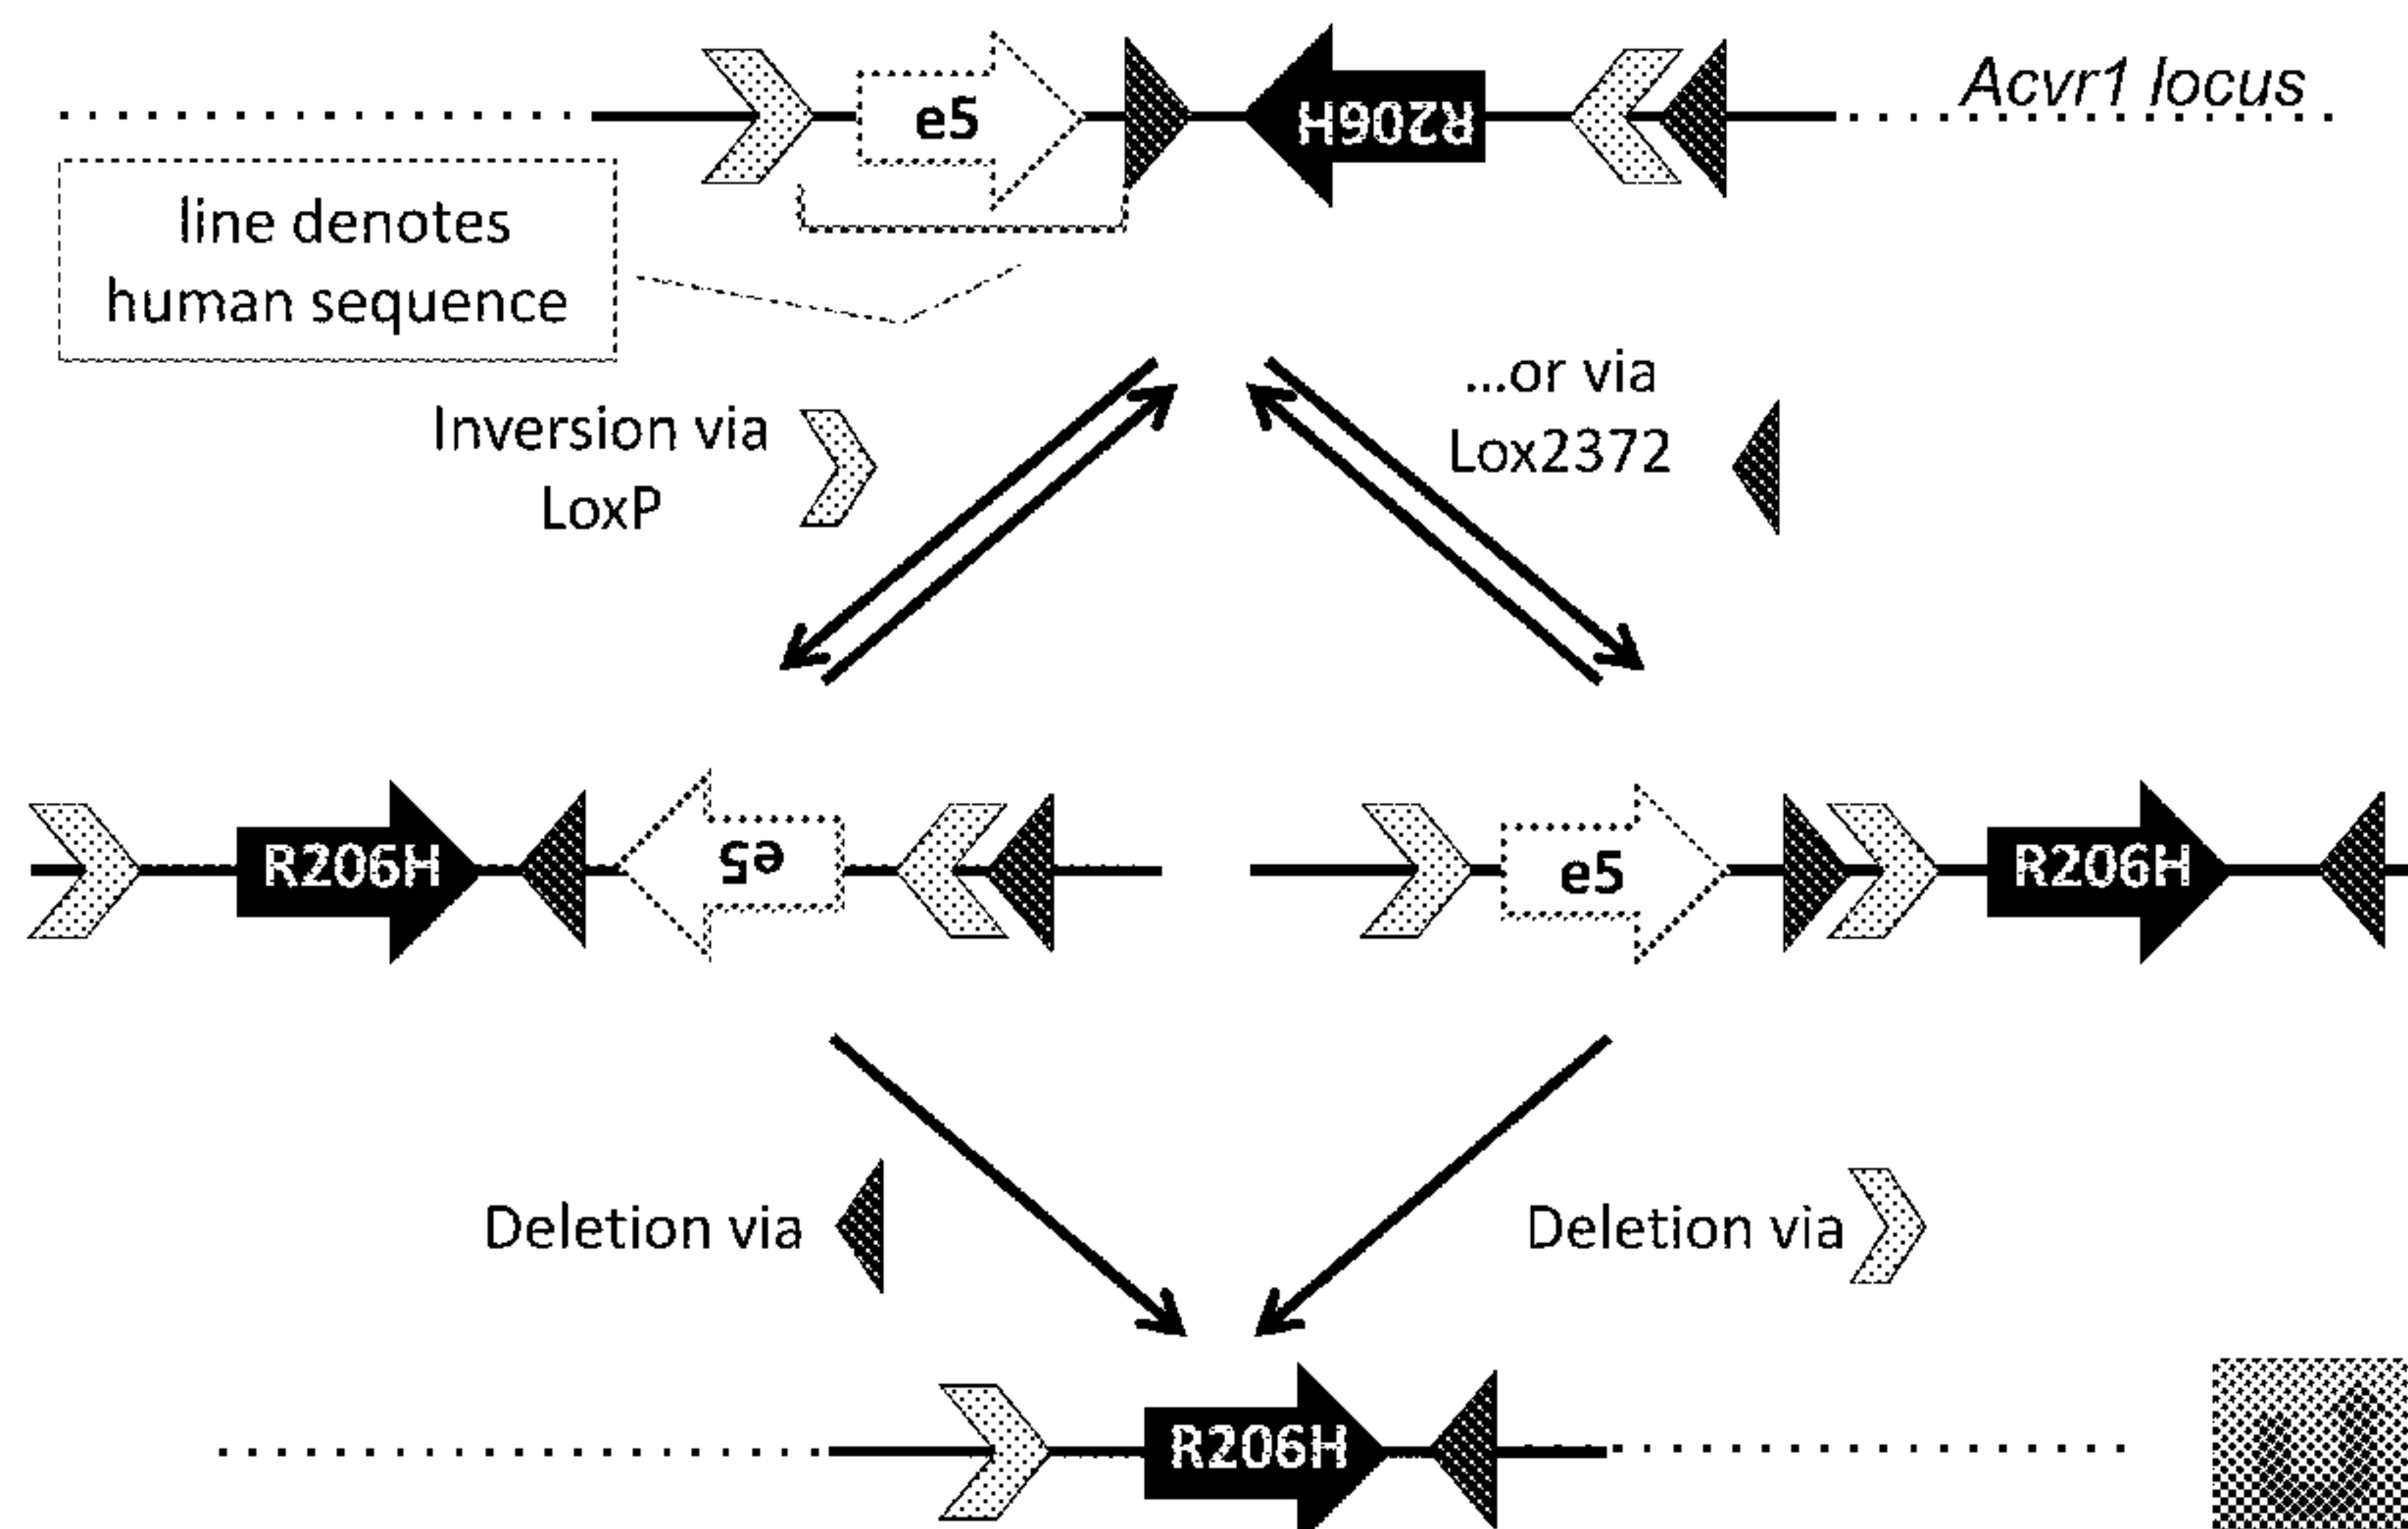 e5
R206H
Acvr1 locus
line denotes
human sequence
Inversion via
LoxP
...or via
Lox2372
R206H
e5
e5
R206H
Deletion via
Deletion via
R206H